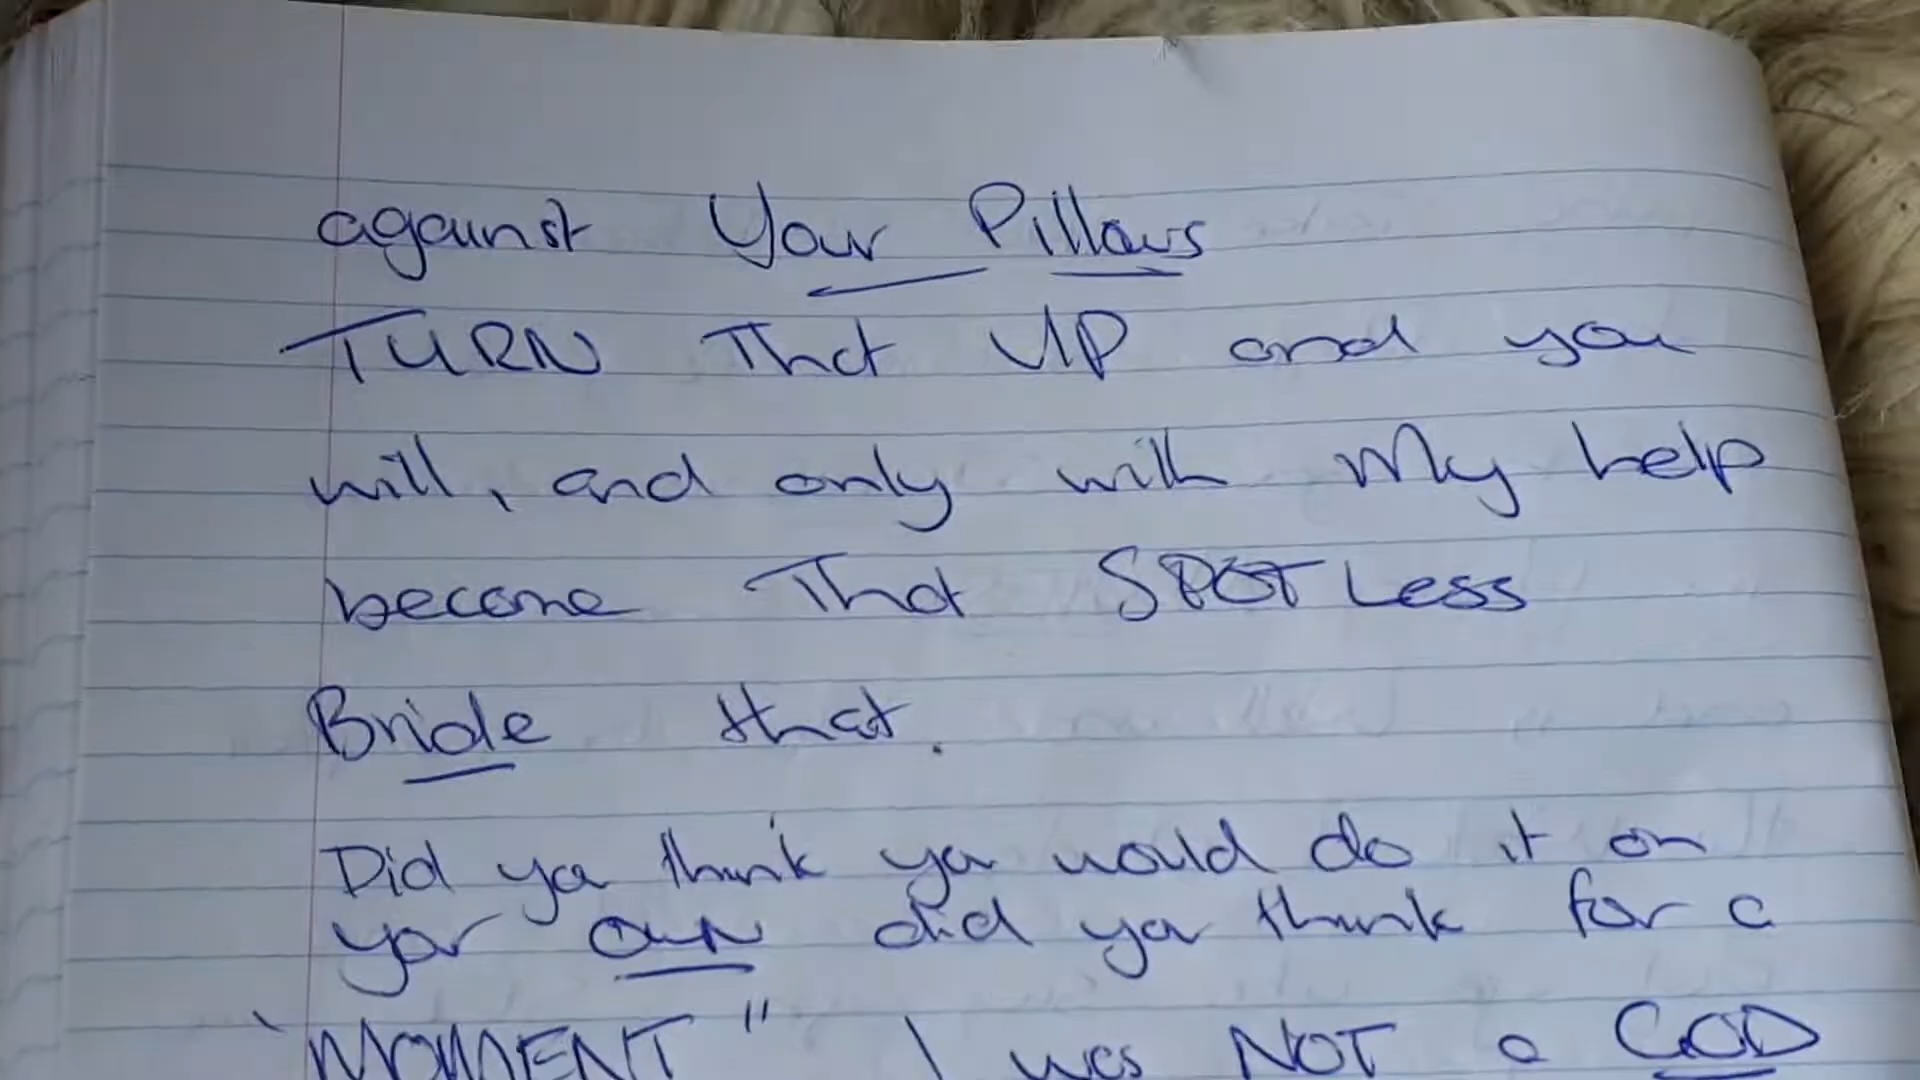 against Your Pillows
TURN That UP and you
will, and only with My help
become That SPOTLess
Bride that.
Did you think you would do it on
your OWN did you think for a
"MOMENT" I was NOT a GOD